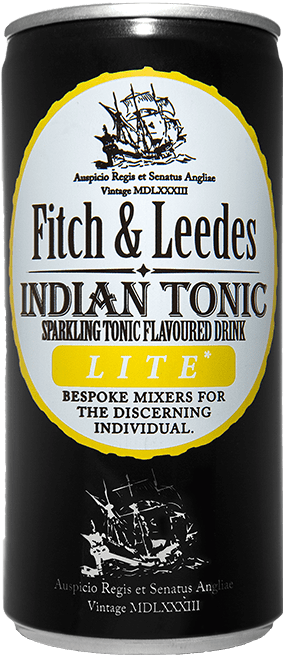 Auspicio Regis et Senatus Angliae
Vintage MDLXXXIII
Fitch & Leedes
INDIAN TONIC
SPARKLING TONIC FLAVOURED DRINK
LITE*
BESPOKE MIXERS FOR
THE DISCERNING
INDIVIDUAL.
Auspicio Regis et Senatus Angliae
Vintage MDLXXXIII